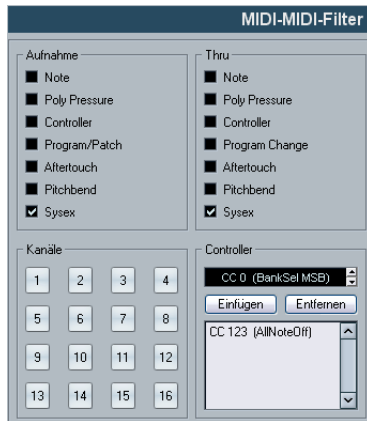 MIDI-MIDI-Filter
Aufnahme
Note
Poly Pressure
Controller
Program/Patch
Aftertouch
Pitchbend
Sysex
Thru
Note
Poly Pressure
Controller
Program Change
Aftertouch
Pitchbend
Sysex
Kanäle
1 2 3 4
5 6 7 8
9 10 11 12
13 14 15 16
Controller
CC 0 (BankSel MSB)
Einfügen Entfernen
CC 123 (AllNoteOff)